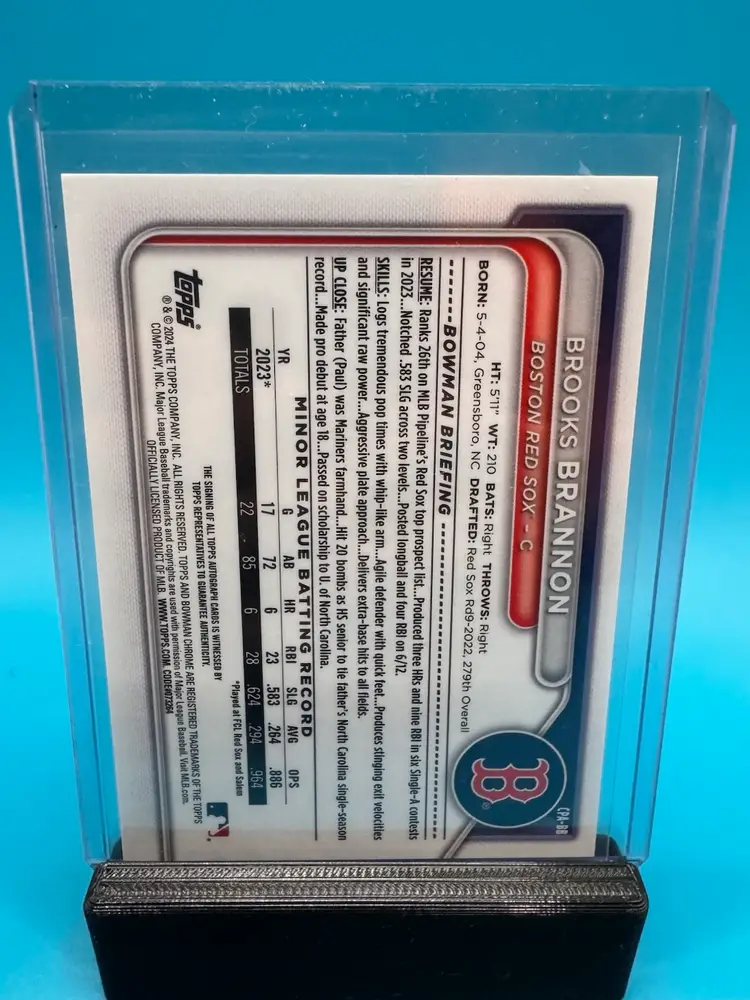 CPA-BB
BROOKS BRANNON
BOSTON RED SOX - C
B
HT: 5'11" WT: 210 BATS: Right THROWS: Right
BORN: 5-4-04, Greensboro, NC DRAFTED: Red Sox Rd9-2022, 279th Overall
BOWMAN BRIEFING
RESUME: Ranks 26th on MLB Pipeline's Red Sox top prospect list...Produced three HRs and nine RBI in six Single-A contests
in 2023...Notched .583 SLG across two levels...Posted longball and four RBI on 6/12.
SKILLS: Logs tremendous pop times with whip-like arm...Agile defender with quick feet...Produces stinging exit velocities
and significant raw power...Aggressive plate approach...Delivers extra-base hits to all fields.
UP CLOSE: Father (Paul) was Mariners farmhand...Hit 20 bombs as HS senior to tie father's North Carolina single-season
record...Made pro debut at age 18...Passed on scholarship to U. of North Carolina.
MINOR LEAGUE BATTING RECORD
YR G AB HR RBI SLG AVG OPS
2023* 17 72 6 23 .583 .264 .886
TOTALS 22 85 6 28 .624 .294 .964
*Played at FCL Red Sox and Salem
THE SIGNING OF ALL TOPPS AUTOGRAPH CARDS IS WITNESSED BY
TOPPS REPRESENTATIVES TO GUARANTEE AUTHENTICITY.
topps®
® & © 2024 THE TOPPS COMPANY, INC. ALL RIGHTS RESERVED. TOPPS AND BOWMAN CHROME ARE REGISTERED TRADEMARKS OF THE TOPPS
COMPANY, INC. Major League Baseball trademarks and copyrights are used with permission of Major League Baseball. Visit MLB.com.
OFFICIALLY LICENSED PRODUCT OF MLB. WWW.TOPPS.COM. CODE#073264